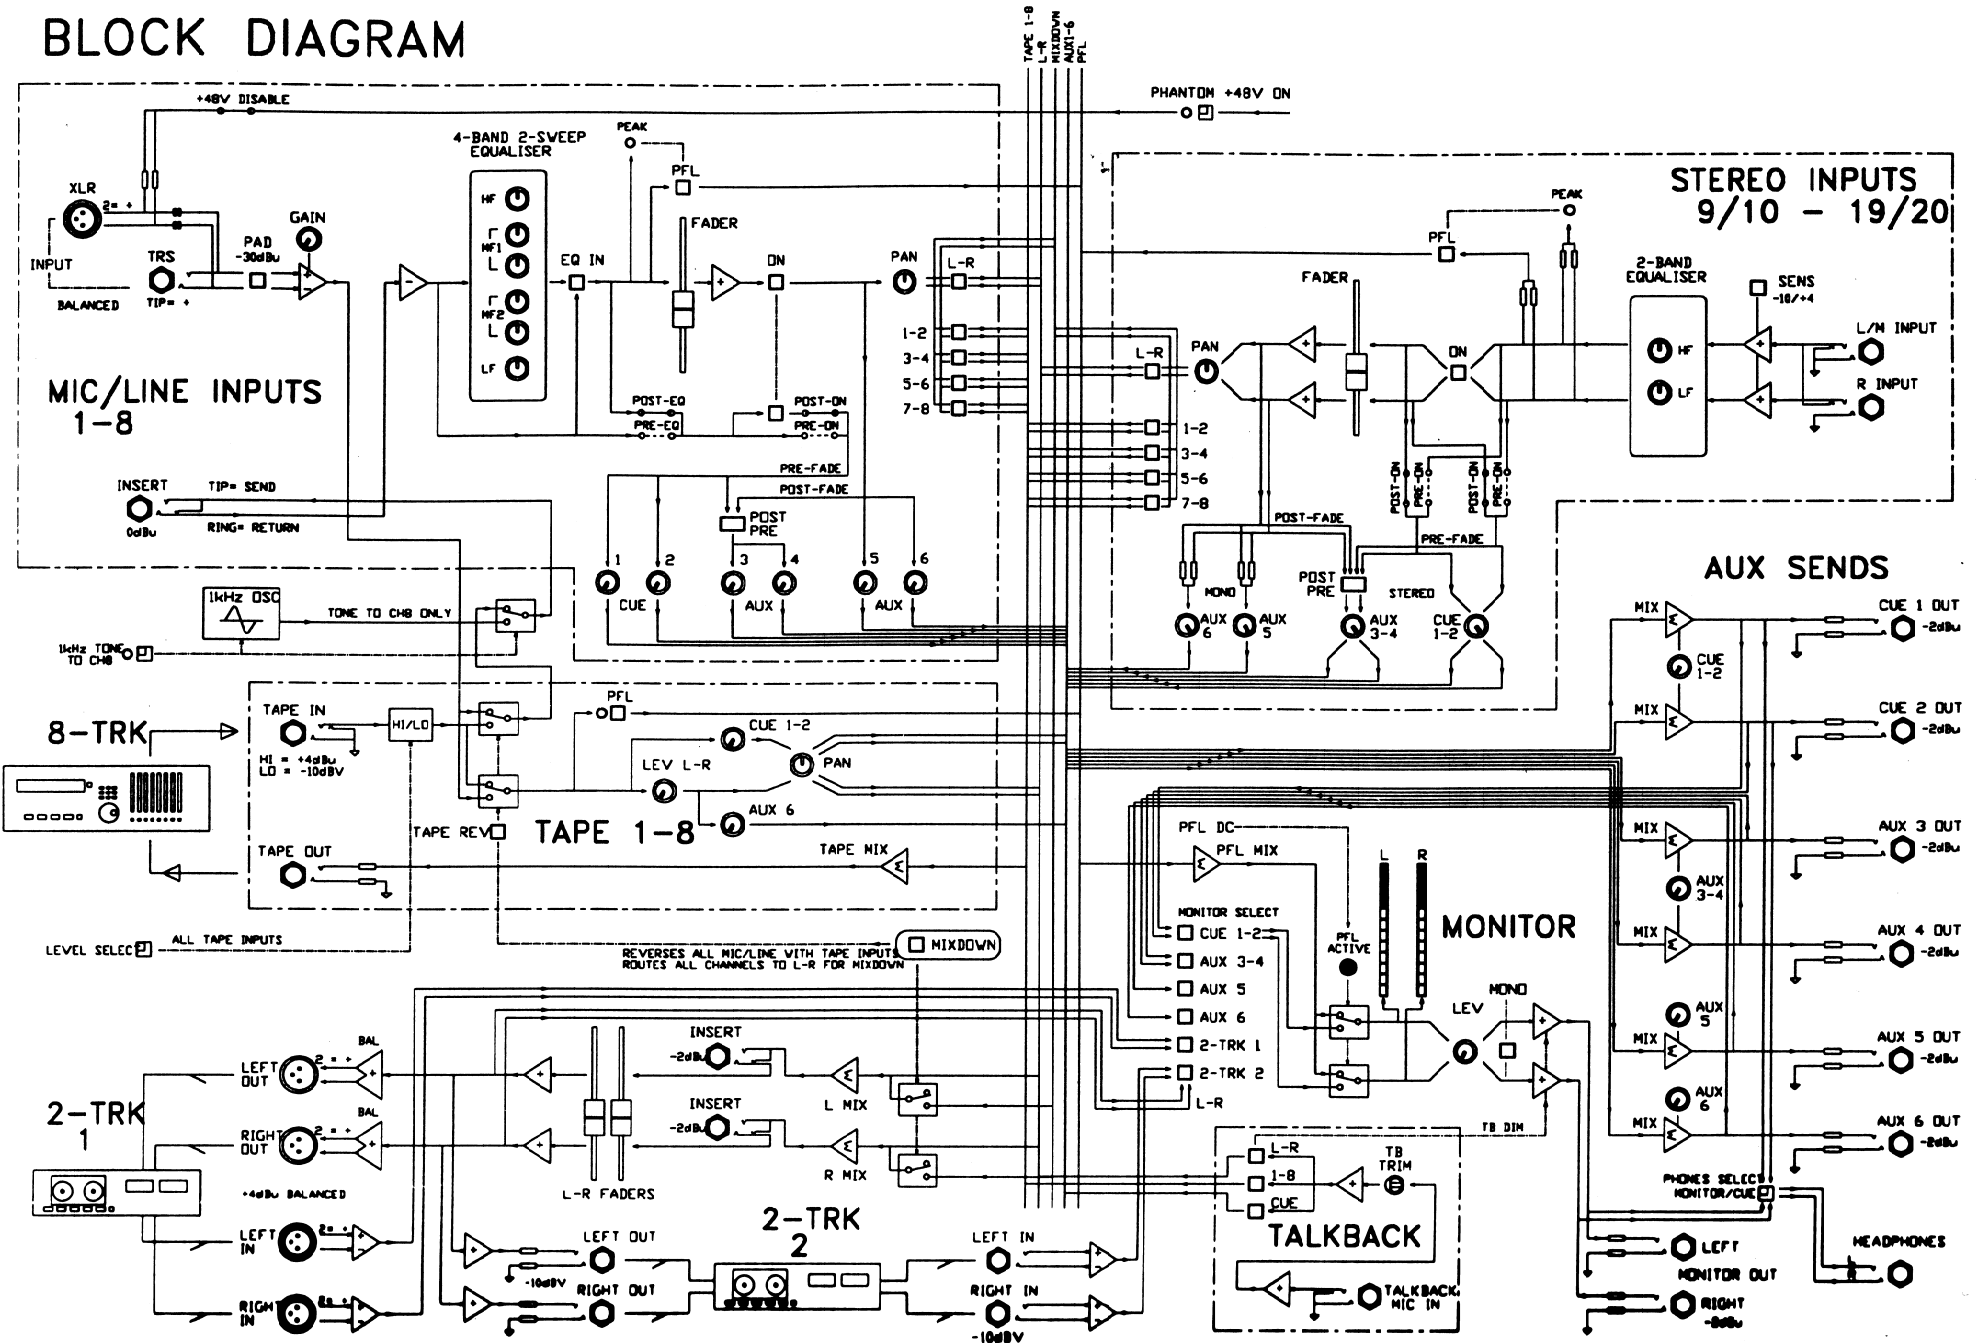 BLOCK DIAGRAM
TAPE 1-8
L-R
MIXDOWN
AUX1-6
PFL
+48V DISABLE
PHANTOM +48V ON
4-BAND 2-SWEEP
EQUALISER
PEAK
PFL
XLR
2= +
GAIN
HF
FADER
MF1
INPUT
TRS
PAD
-30dBu
EQ IN
ON
PAN
L-R
BALANCED
TIP= +
MF2
1-2
3-4
LF
5-6
7-8
MIC/LINE INPUTS
1-8
POST-EQ
PRE-EQ
POST-ON
PRE-ON
PRE-FADE
POST-FADE
INSERT
TIP= SEND
0dBu
RING= RETURN
POST
PRE
1
2
3
4
5
6
CUE
AUX
AUX
1kHz OSC
TONE TO CH8 ONLY
1kHz TONE
TO CH8
STEREO INPUTS
9/10 - 19/20
PEAK
PFL
FADER
2-BAND
EQUALISER
SENS
-10/+4
L/M INPUT
R INPUT
HF
LF
ON
PAN
L-R
1-2
3-4
5-6
7-8
POST-ON
PRE-ON
POST-ON
PRE-ON
POST-FADE
PRE-FADE
MONO
POST
PRE
STEREO
AUX
6
AUX
5
AUX
3-4
CUE
1-2
AUX SENDS
MIX
CUE 1 OUT
-2dBu
CUE
1-2
MIX
CUE 2 OUT
-2dBu
MIX
AUX 3 OUT
-2dBu
AUX
3-4
MIX
AUX 4 OUT
-2dBu
AUX
5
MIX
AUX 5 OUT
-2dBu
AUX
6
MIX
AUX 6 OUT
-2dBu
8-TRK
TAPE IN
HI = +4dBu
LO = -10dBV
HI/LO
PFL
CUE 1-2
LEV L-R
PAN
AUX 6
TAPE REV
TAPE 1-8
TAPE OUT
TAPE MIX
LEVEL SELECT
ALL TAPE INPUTS
MIXDOWN
REVERSES ALL MIC/LINE WITH TAPE INPUTS
ROUTES ALL CHANNELS TO L-R FOR MIXDOWN
PFL DC
PFL MIX
L
R
MONITOR SELECT
CUE 1-2
AUX 3-4
AUX 5
AUX 6
2-TRK 1
2-TRK 2
L-R
PFL
ACTIVE
MONITOR
LEV
MONO
TB DIM
2-TRK
1
LEFT
OUT
2 = +
BAL
RIGHT
OUT
2 = +
BAL
+4dBu BALANCED
LEFT
IN
2= +
RIGHT
IN
2= +
L-R FADERS
INSERT
-2dBu
L MIX
INSERT
-2dBu
R MIX
LEFT OUT
-10dBV
RIGHT OUT
2-TRK
2
LEFT IN
RIGHT IN
-10dBV
L-R
1-8
CUE
TB
TRIM
TALKBACK
TALKBACK
MIC IN
PHONES SELECT
MONITOR/CUE
LEFT
MONITOR OUT
RIGHT
HEADPHONES